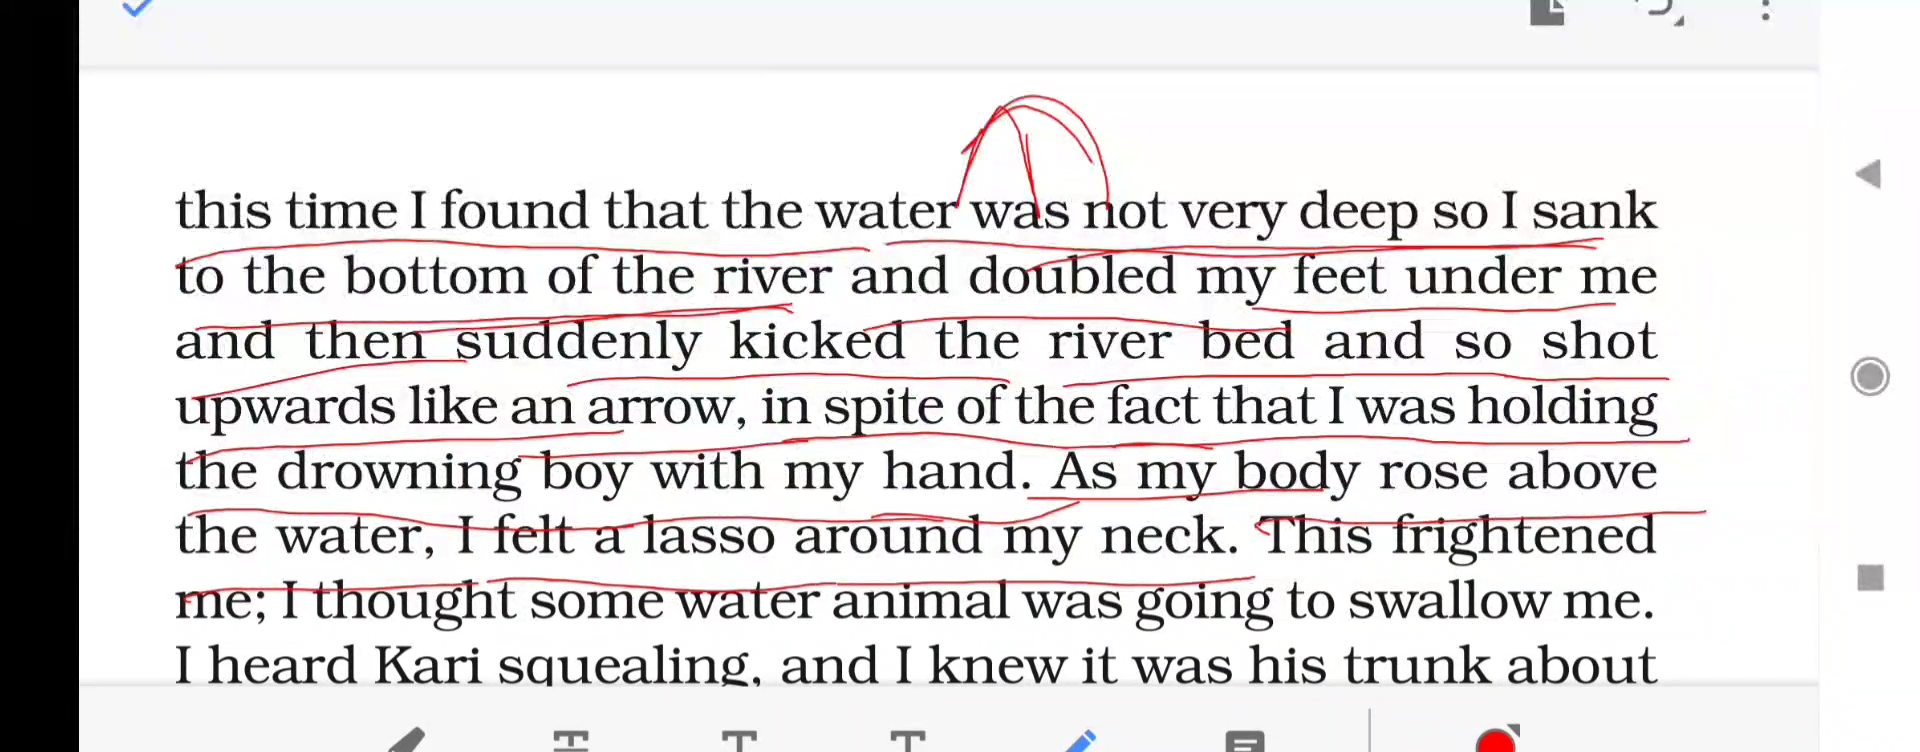 this time I found that the water was not very deep so I sank
to the bottom of the river and doubled my feet under me
and then suddenly kicked the river bed and so shot
upwards like an arrow, in spite of the fact that I was holding
the drowning boy with my hand. As my body rose above
the water, I felt a lasso around my neck. This frightened
me; I thought some water animal was going to swallow me.
I heard Kari squealing, and I knew it was his trunk about